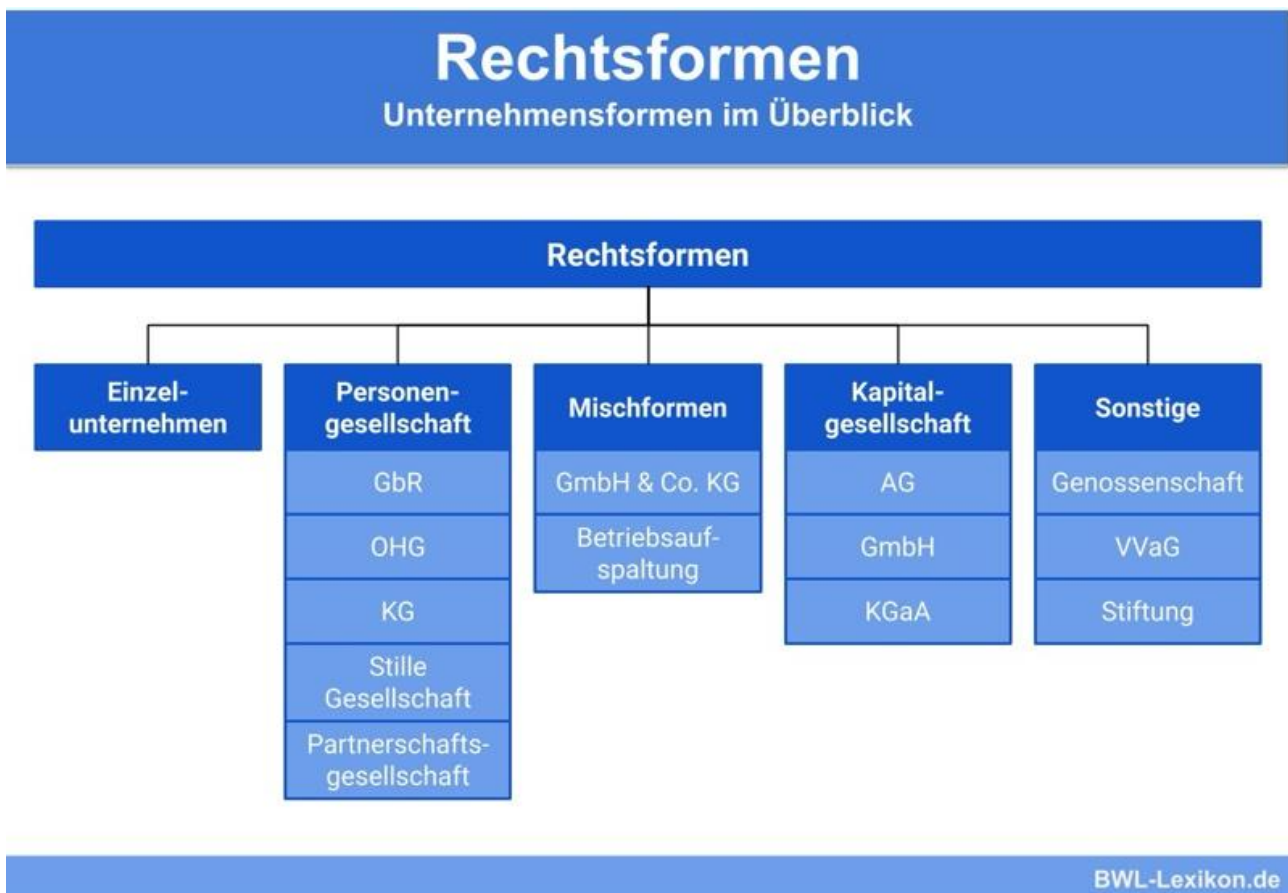 Rechtsformen
Unternehmensformen im Überblick
Rechtsformen
Einzel-
unternehmen
Personen-
gesellschaft
GbR
OHG
KG
Stille
Gesellschaft
Partnerschafts-
gesellschaft
Mischformen
GmbH & Co. KG
Betriebsauf-
spaltung
Kapital-
gesellschaft
AG
GmbH
KGaA
Sonstige
Genossenschaft
VVaG
Stiftung
BWL-Lexikon.de